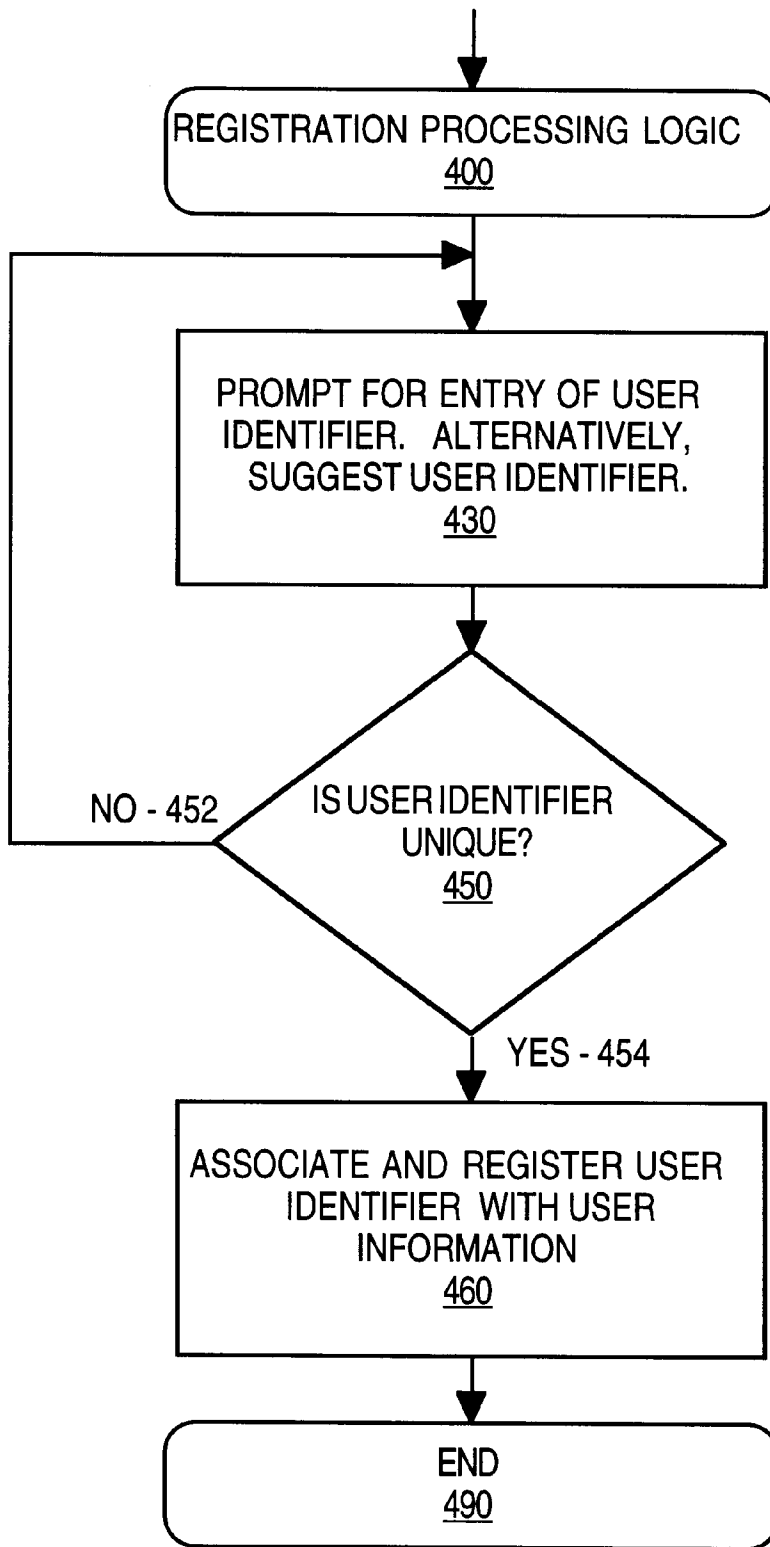 REGISTRATION PROCESSING LOGIC
400
PROMPT FOR ENTRY OF USER
IDENTIFIER. ALTERNATIVELY,
SUGGEST USER IDENTIFIER.
430
NO - 452
IS USER IDENTIFIER
UNIQUE?
450
YES - 454
ASSOCIATE AND REGISTER USER
IDENTIFIER WITH USER
INFORMATION
460
END
490